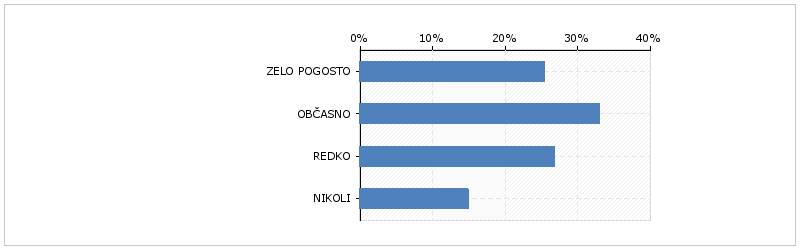 0% 10% 20% 30% 40%
ZELO POGOSTO
OBČASNO
REDKO
NIKOLI